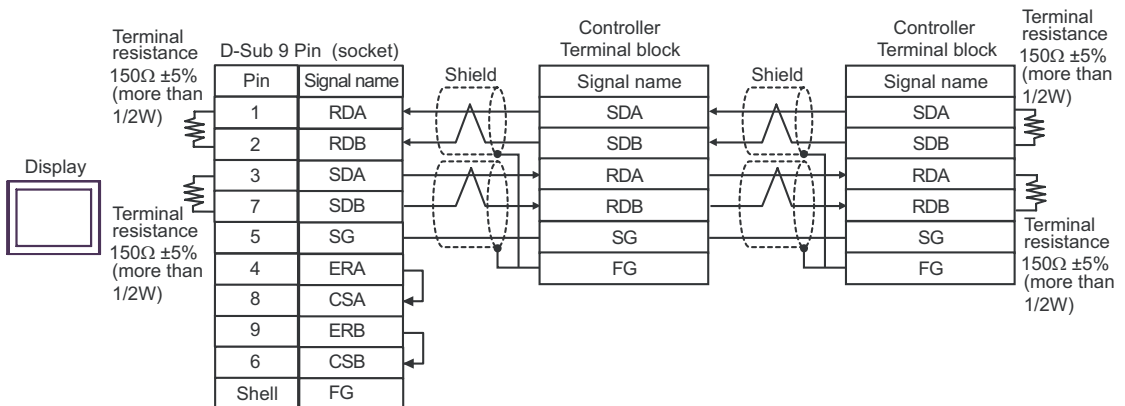 Terminal
resistance
150Ω ±5%
(more than
1/2W)
D-Sub 9 Pin (socket)
Controller
Terminal block
Controller
Terminal block
Terminal
resistance
150Ω ±5%
(more than
1/2W)
Pin Signal name Shield Signal name Shield Signal name
1 RDA SDA SDA
2 RDB SDB SDB
Display
3 SDA RDA RDA
7 SDB RDB RDB
5 SG SG SG
4 ERA FG FG
8 CSA
9 ERB
6 CSB
Shell FG
Terminal
resistance
150Ω ±5%
(more than
1/2W)
Terminal
resistance
150Ω ±5%
(more than
1/2W)